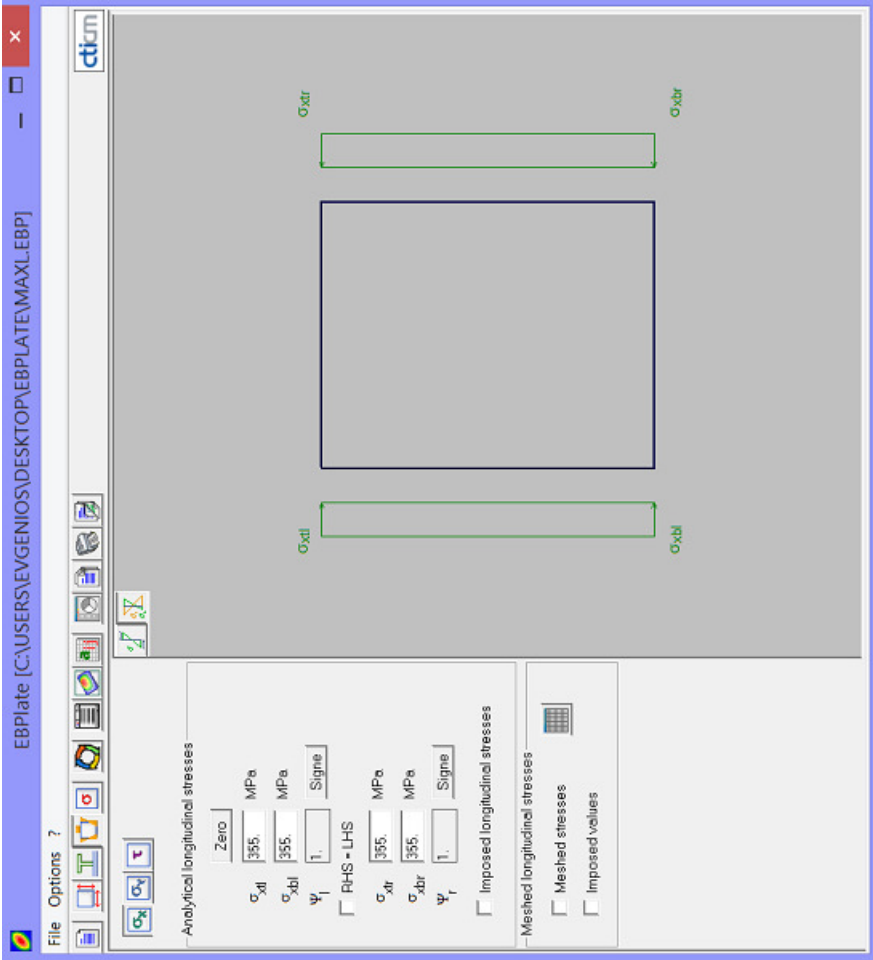 EBPlate [C:\USERS\EVGENIOS\DESKTOP\EBPLATE\MAXL.EBP]
File Options ?
σ
cticm
σx σY τ
Analytical longitudinal stresses
Zero
σxtl 355. MPa
σxbl 355. MPa
Ψl 1. Signe
RHS = LHS
σxtr 355. MPa
σxbr 355. MPa
Ψr 1. Signe
Imposed longitudinal stresses
Meshed longitudinal stresses
Meshed stresses
Imposed values
σxtl
σxtr
σxbl
σxbr